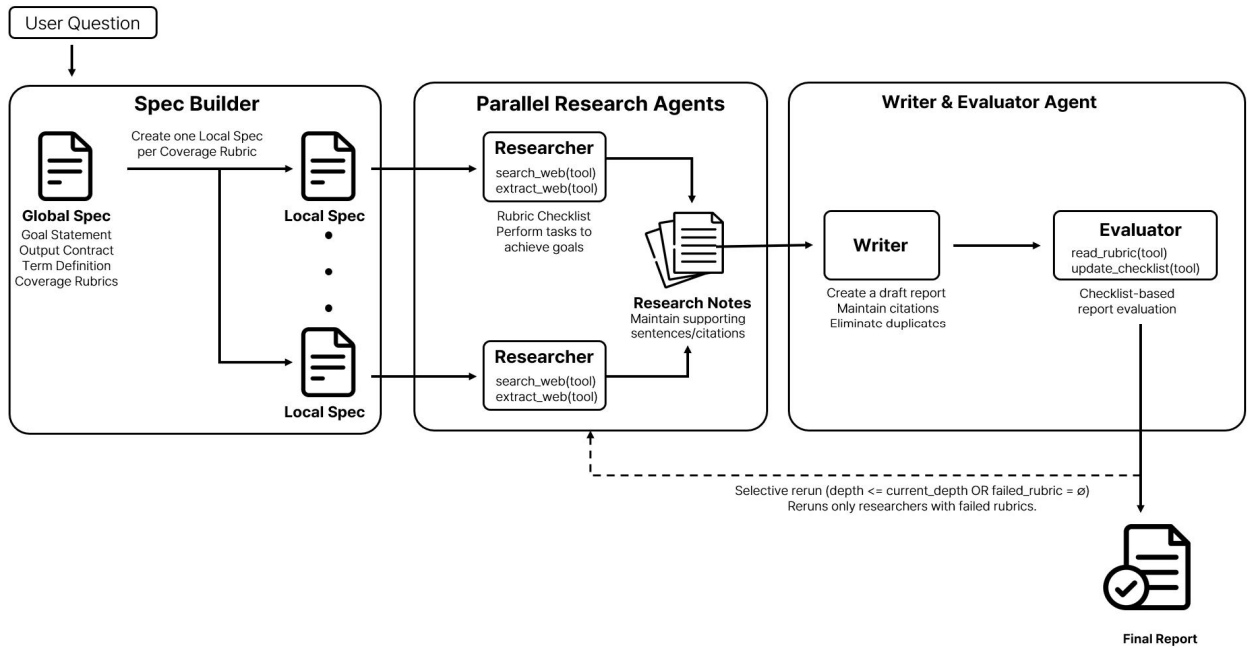 User Question
Spec Builder
Create one Local Spec
per Coverage Rubric
Global Spec
Goal Statement
Output Contract
Term Definition
Coverage Rubrics
Local Spec
Local Spec
Parallel Research Agents
Researcher
search_web(tool)
extract_web(tool)
Rubric Checklist
Perform tasks to
achieve goals
Research Notes
Maintain supporting
sentences/citations
Researcher
search_web(tool)
extract_web(tool)
Writer & Evaluator Agent
Writer
Create a draft report
Maintain citations
Eliminate duplicates
Evaluator
read_rubric(tool)
update_checklist(tool)
Checklist-based
report evaluation
Selective rerun (depth <= current_depth OR failed_rubric = ø)
Reruns only researchers with failed rubrics.
Final Report